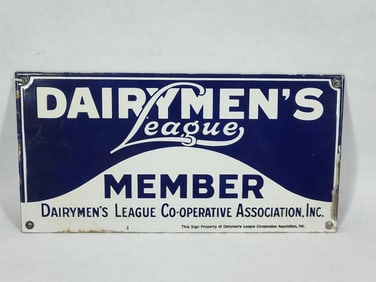 DAIRYMEN'S
League
MEMBER
DAIRYMEN'S LEAGUE CO-OPERATIVE ASSOCIATION, INC.
This Sign Property of Dairymen's League Co-operative Association, Inc.